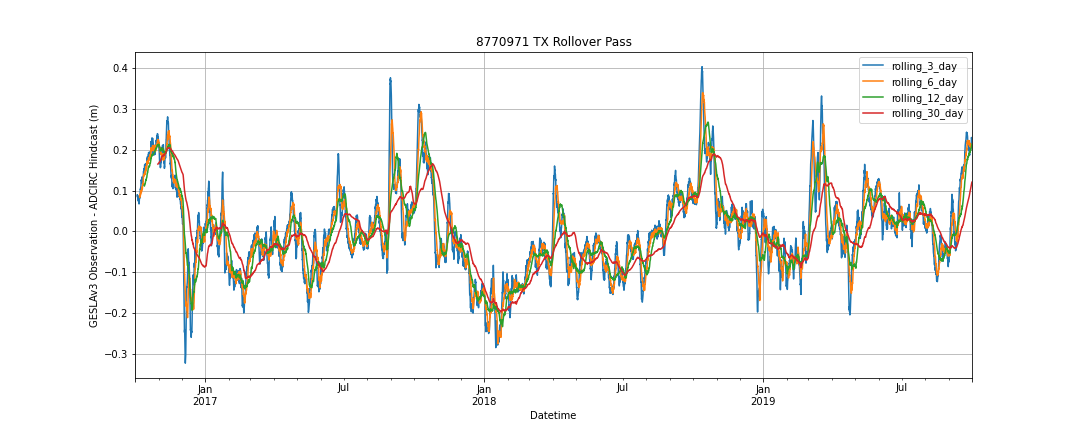 8770971 TX Rollover Pass
GESLAv3 Observation - ADCIRC Hindcast (m)
0.4
0.3
0.2
0.1
0.0
−0.1
−0.2
−0.3
rolling_3_day
rolling_6_day
rolling_12_day
rolling_30_day
Jan
2017
Jul
Jan
2018
Jul
Jan
2019
Jul
Datetime